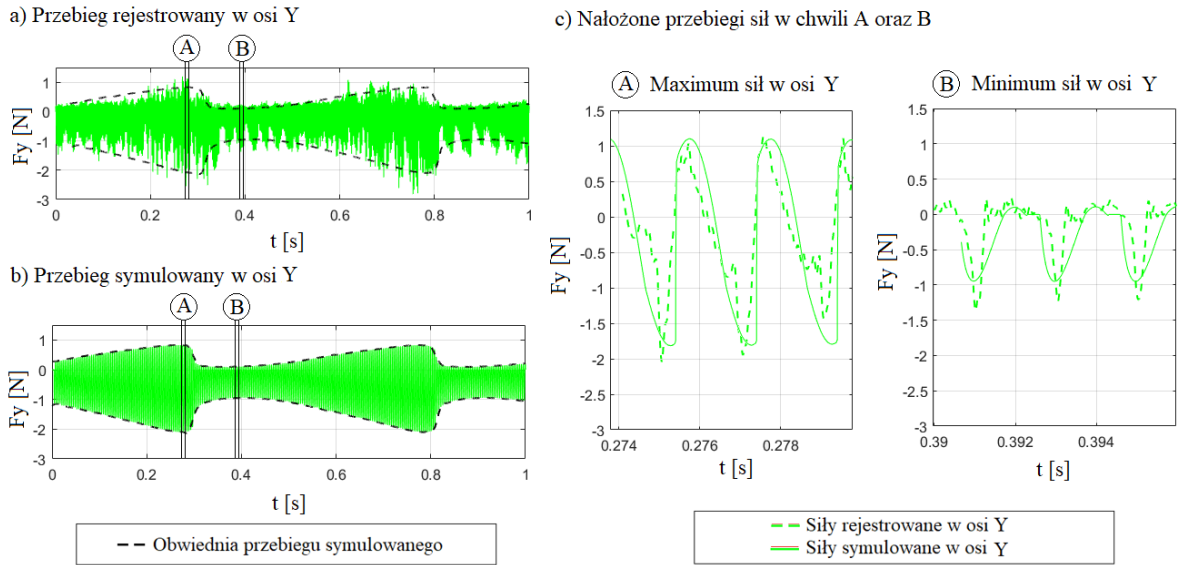 a) Przebieg rejestrowany w osi Y
A
B
1
0
-1
-2
-3
Fy [N]
0
0.2
0.4
0.6
0.8
1
t [s]
b) Przebieg symulowany w osi Y
A
B
1
0
-1
-2
-3
Fy [N]
0
0.2
0.4
0.6
0.8
1
t [s]
Obwiednia przebiegu symulowanego
c) Nałożone przebiegi sił w chwili A oraz B
A Maximum sił w osi Y
1.5
1
0.5
0
-0.5
-1
-1.5
-2
-2.5
-3
Fy [N]
0.274
0.276
0.278
t [s]
B Minimum sił w osi Y
1.5
1
0.5
0
-0.5
-1
-1.5
-2
-2.5
-3
Fy [N]
0.39
0.392
0.394
t [s]
Siły rejestrowane w osi Y
Siły symulowane w osi Y